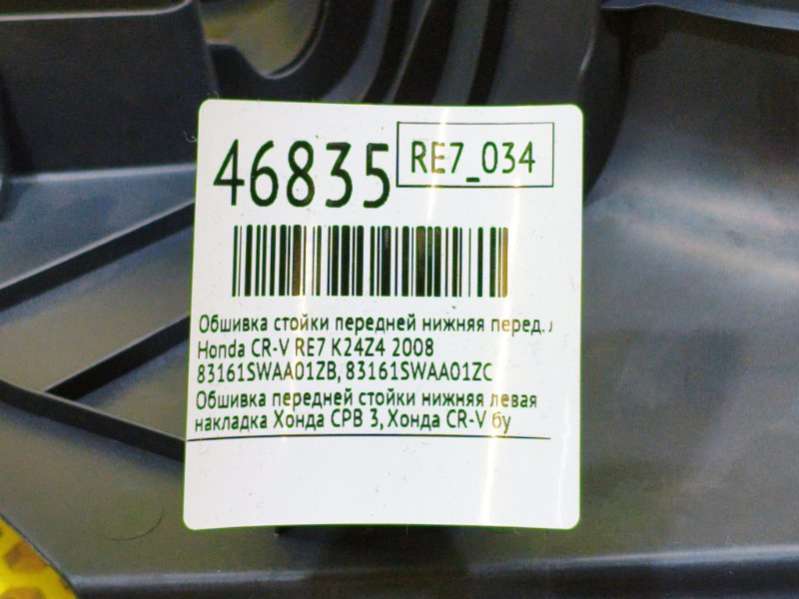 46835
RE7_034
Обшивка стойки передней нижняя перед.
Honda CR-V RE7 K24Z4 2008
83161SWAA01ZB, 83161SWAA01ZC
Обшивка передней стойки нижняя левая
накладка Хонда СРВ 3, Хонда CR-V бу